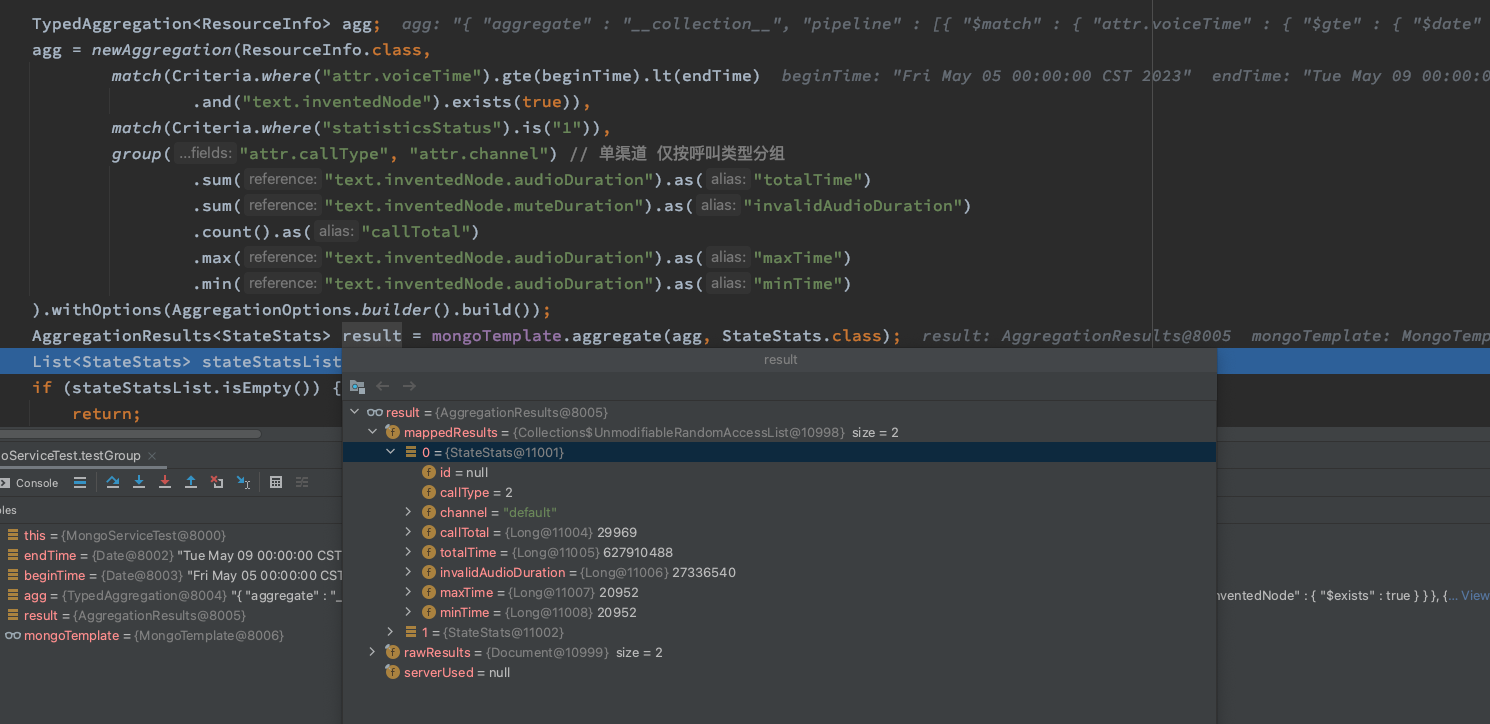 TypedAggregation<ResourceInfo> agg; agg: "{ "aggregate" : "__collection__", "pipeline" : [{ "$match" : { "attr.voiceTime" : { "$gte" : { "$date"
agg = newAggregation(ResourceInfo.class,
match(Criteria.where("attr.voiceTime").gte(beginTime).lt(endTime) beginTime: "Fri May 05 00:00:00 CST 2023" endTime: "Tue May 09 00:00:0
.and("text.inventedNode").exists(true)),
match(Criteria.where("statisticsStatus").is("1")),
group( ...fields: "attr.callType", "attr.channel") // 单渠道 仅按呼叫类型分组
.sum( reference: "text.inventedNode.audioDuration").as( alias: "totalTime")
.sum( reference: "text.inventedNode.muteDuration").as( alias: "invalidAudioDuration")
.count().as( alias: "callTotal")
.max( reference: "text.inventedNode.audioDuration").as( alias: "maxTime")
.min( reference: "text.inventedNode.audioDuration").as( alias: "minTime")
).withOptions(AggregationOptions.builder().build());
AggregationResults<StateStats> result = mongoTemplate.aggregate(agg, StateStats.class); result: AggregationResults@8005 mongoTemplate: MongoTemp
List<StateStats> stateStatsList
if (stateStatsList.isEmpty()) {
return;
result
result = {AggregationResults@8005}
mappedResults = {Collections$UnmodifiableRandomAccessList@10998} size = 2
0 = {StateStats@11001}
id = null
callType = 2
channel = "default"
callTotal = {Long@11004} 29969
totalTime = {Long@11005} 627910488
invalidAudioDuration = {Long@11006} 27336540
maxTime = {Long@11007} 20952
minTime = {Long@11008} 20952
1 = {StateStats@11002}
rawResults = {Document@10999} size = 2
serverUsed = null
oServiceTest.testGroup
Console
les
this = {MongoServiceTest@8000}
endTime = {Date@8002} "Tue May 09 00:00:00 CST
beginTime = {Date@8003} "Fri May 05 00:00:00 CST
agg = {TypedAggregation@8004} "{ "aggregate" : "_
nventedNode" : { "$exists" : true } } }, {... View
result = {AggregationResults@8005}
mongoTemplate = {MongoTemplate@8006}